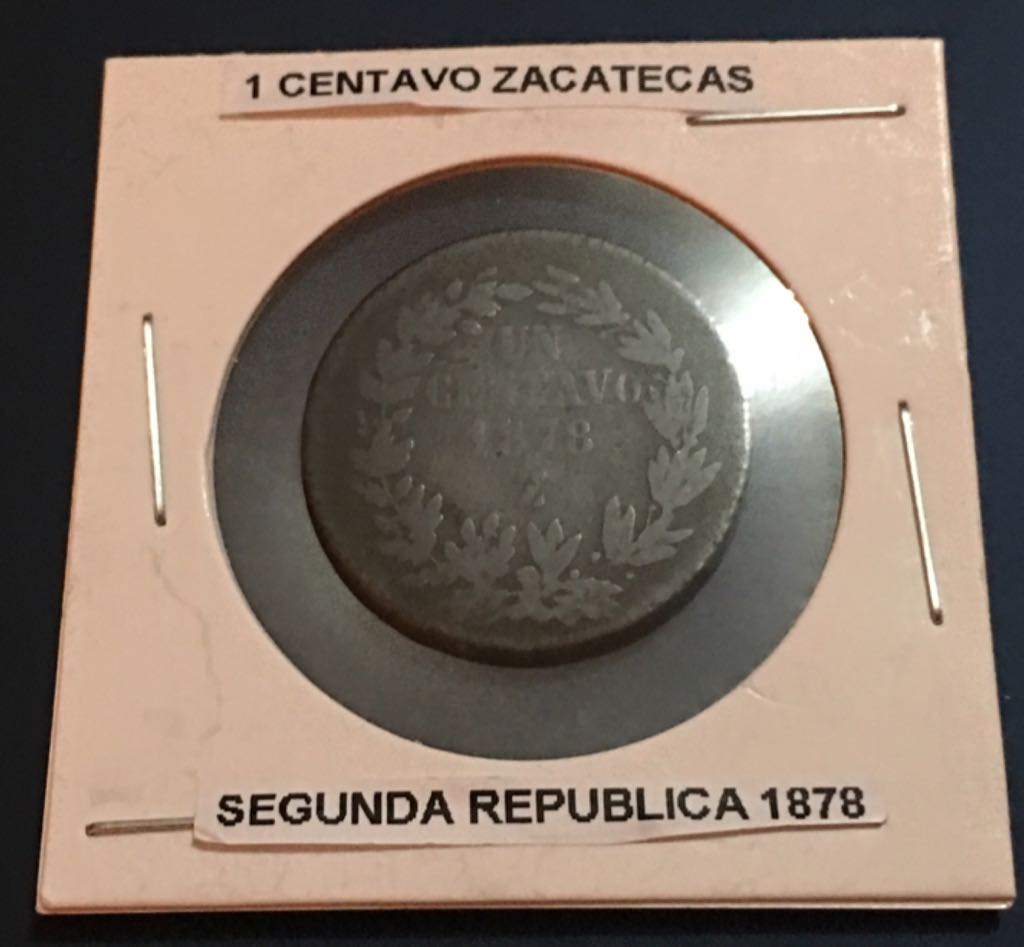 1 CENTAVO ZACATECAS
UN
CENTAVO
1878
Z
SEGUNDA REPUBLICA 1878